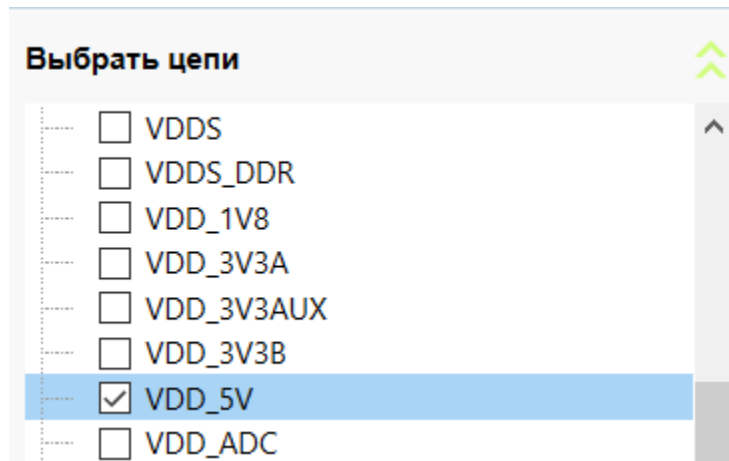 Выбрать цепи
VDDS
VDDS_DDR
VDD_1V8
VDD_3V3A
VDD_3V3AUX
VDD_3V3B
VDD_5V
VDD_ADC